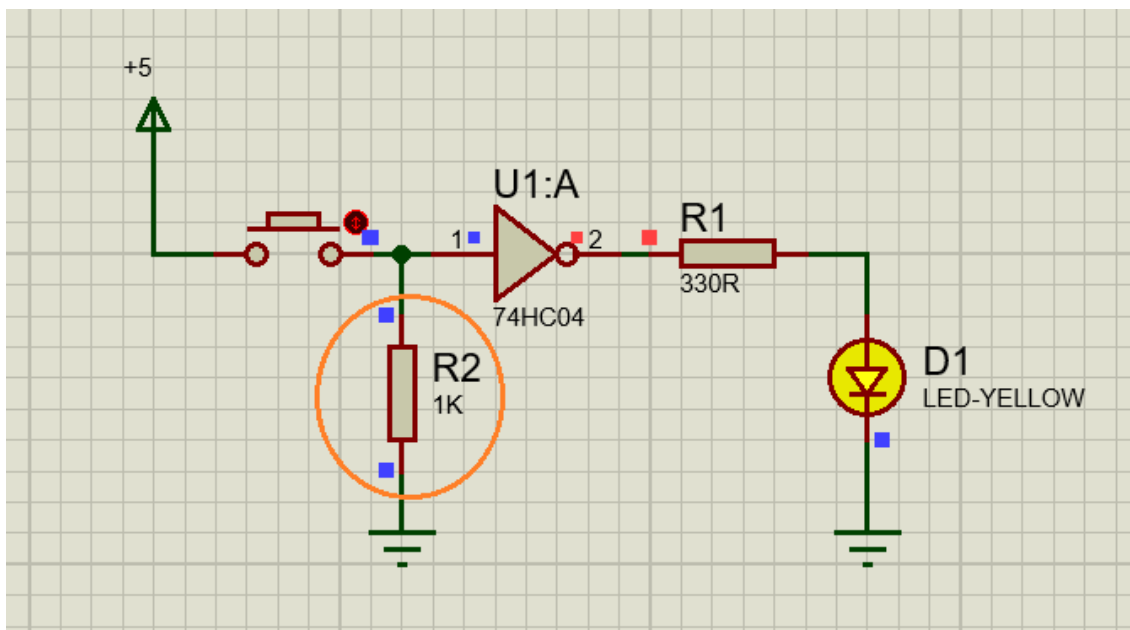 +5
U1:A
1
2
74HC04
R1
330R
R2
1K
D1
LED-YELLOW